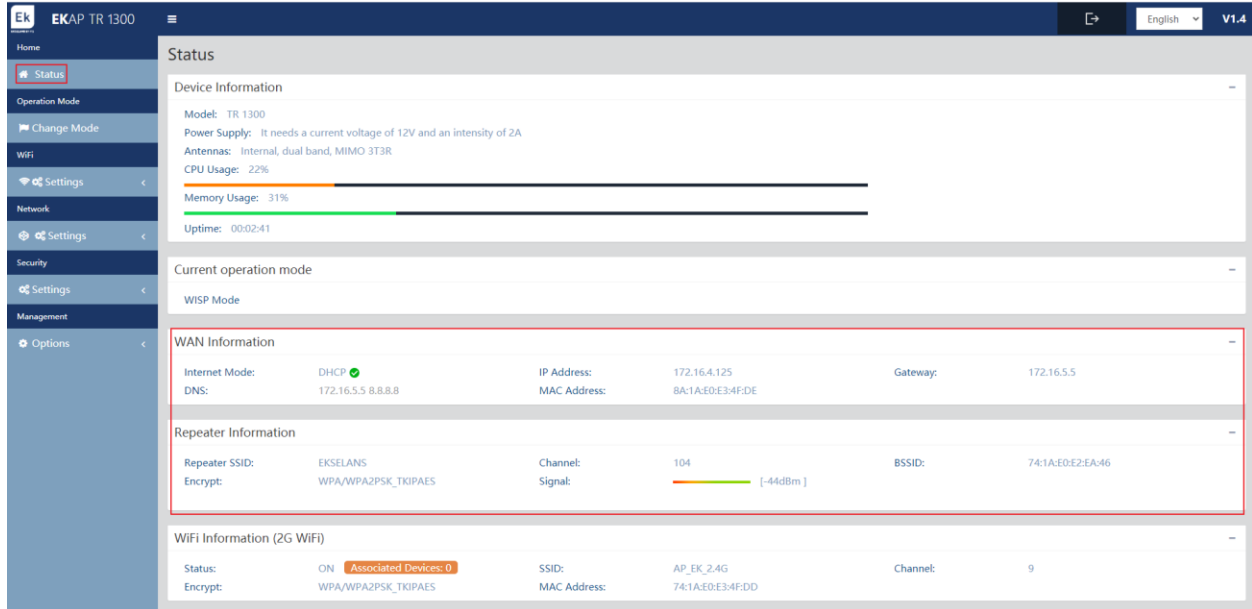 Ek EKAP TR 1300 English V1.4
Home
Status
Operation Mode
Change Mode
WiFi
Settings
Network
Settings
Security
Settings
Management
Options
Status
Device Information
Model: TR 1300
Power Supply: It needs a current voltage of 12V and an intensity of 2A
Antennas: Internal, dual band, MIMO 3T3R
CPU Usage: 22%
Memory Usage: 31%
Uptime: 00:02:41
Current operation mode
WISP Mode
WAN Information
Internet Mode: DHCP IP Address: 172.16.4.125 Gateway: 172.16.5.5
DNS: 172.16.5.5 8.8.8.8 MAC Address: 8A:1A:E0:E3:4F:DE
Repeater Information
Repeater SSID: EKSELANS Channel: 104 BSSID: 74:1A:E0:E2:EA:46
Encrypt: WPA/WPA2PSK_TKIPAES Signal: [-44dBm ]
WiFi Information (2G WiFi)
Status: ON Associated Devices: 0 SSID: AP_EK_2.4G Channel: 9
Encrypt: WPA/WPA2PSK_TKIPAES MAC Address: 74:1A:E0:E3:4F:DD